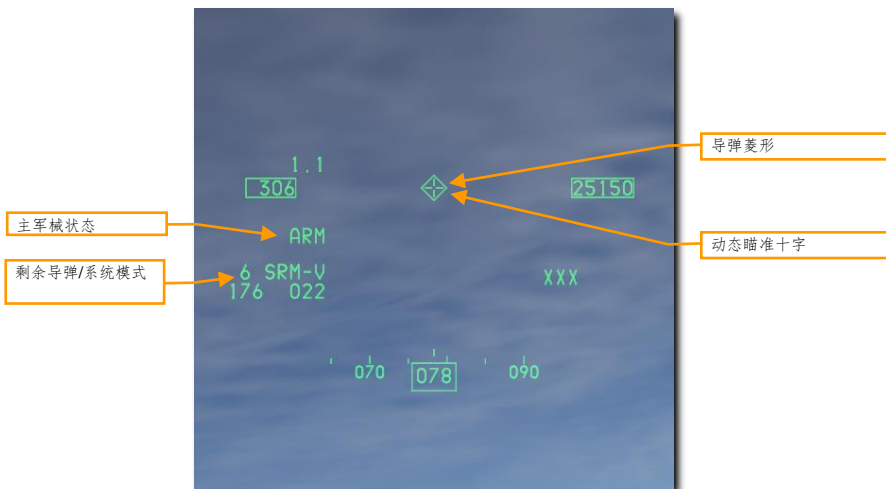 导弹菱形
1.1
306
25150
主军械状态
ARM
动态瞄准十字
剩余导弹/系统模式
6 SRM-V
XXX
176 022
070 078 090